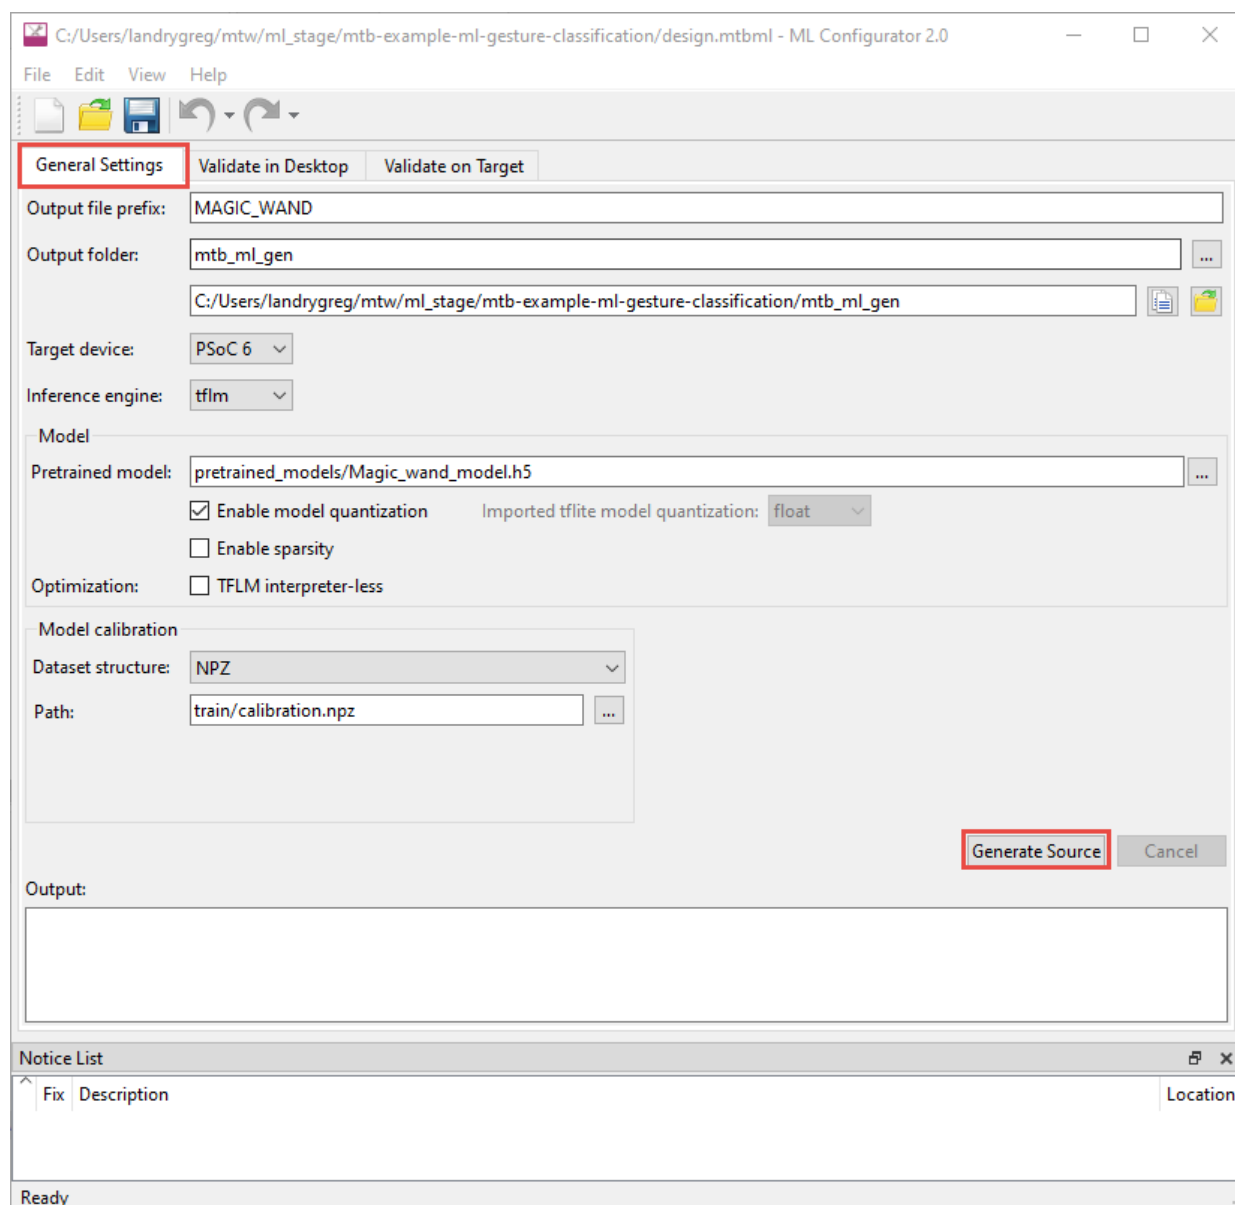 C:/Users/landrygreg/mtw/ml_stage/mtb-example-ml-gesture-classification/design.mtbml - ML Configurator 2.0
File Edit View Help
General Settings Validate in Desktop Validate on Target
Output file prefix: MAGIC_WAND
Output folder: mtb_ml_gen ...
C:/Users/landrygreg/mtw/ml_stage/mtb-example-ml-gesture-classification/mtb_ml_gen
Target device: PSoC 6
Inference engine: tflm
Model
Pretrained model: pretrained_models/Magic_wand_model.h5 ...
Enable model quantization Imported tflite model quantization: float
Enable sparsity
Optimization: TFLM interpreter-less
Model calibration
Dataset structure: NPZ
Path: train/calibration.npz ...
Generate Source Cancel
Output:
Notice List
Fix Description Location
Ready